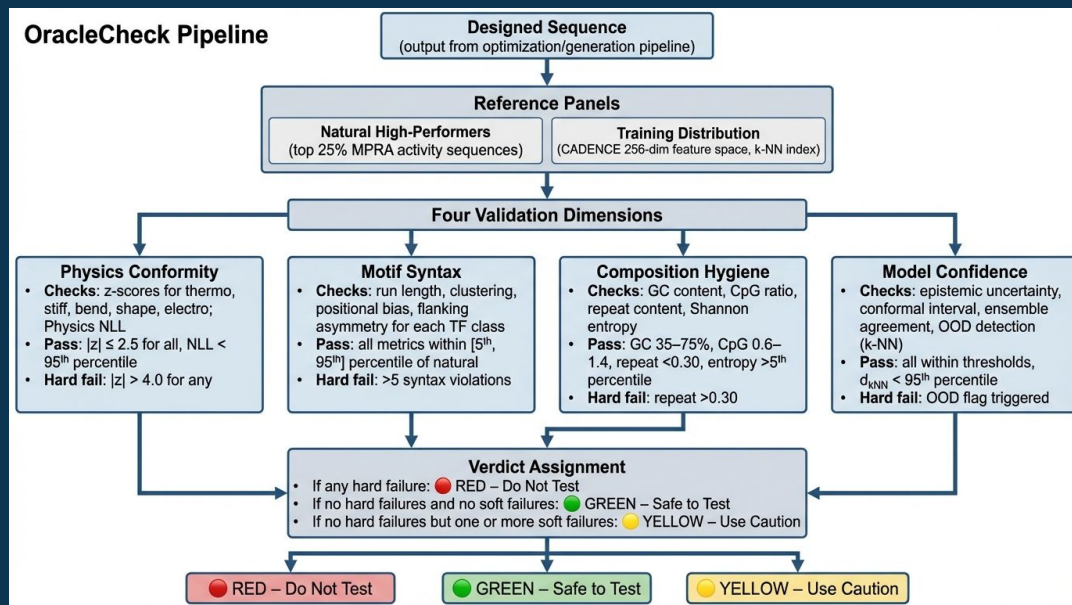 OracleCheck Pipeline
Designed Sequence
(output from optimization/generation pipeline)
Reference Panels
Natural High-Performers
(top 25% MPRA activity sequences)
Training Distribution
(CADENCE 256-dim feature space, k-NN index)
Four Validation Dimensions
Physics Conformity
• Checks: z-scores for thermo,
stiff, bend, shape, electro;
Physics NLL
• Pass: |z| ≤ 2.5 for all, NLL <
95th percentile
• Hard fail: |z| > 4.0 for any
Motif Syntax
• Checks: run length, clustering,
positional bias, flanking
asymmetry for each TF class
• Pass: all metrics within [5th,
95th] percentile of natural
• Hard fail: >5 syntax violations
Composition Hygiene
• Checks: GC content, CpG ratio,
repeat content, Shannon
entropy
• Pass: GC 35–75%, CpG 0.6–
1.4, repeat <0.30, entropy >5th
percentile
• Hard fail: repeat >0.30
Model Confidence
• Checks: epistemic uncertainty,
conformal interval, ensemble
agreement, OOD detection
(k-NN)
• Pass: all within thresholds,
dkNN < 95th percentile
• Hard fail: OOD flag triggered
Verdict Assignment
• If any hard failure: 🔴 RED – Do Not Test
• If no hard failures and no soft failures: 🟢 GREEN – Safe to Test
• If no hard failures but one or more soft failures: 🟡 YELLOW – Use Caution
🔴 RED – Do Not Test
🟢 GREEN – Safe to Test
🟡 YELLOW – Use Caution